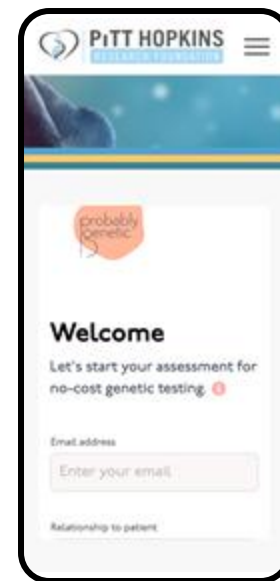 PITT HOPKINS
RESEARCH FOUNDATION
probably
genetic
Welcome
Let's start your assessment for
no-cost genetic testing.
Email address
Enter your email
Relationship to patient